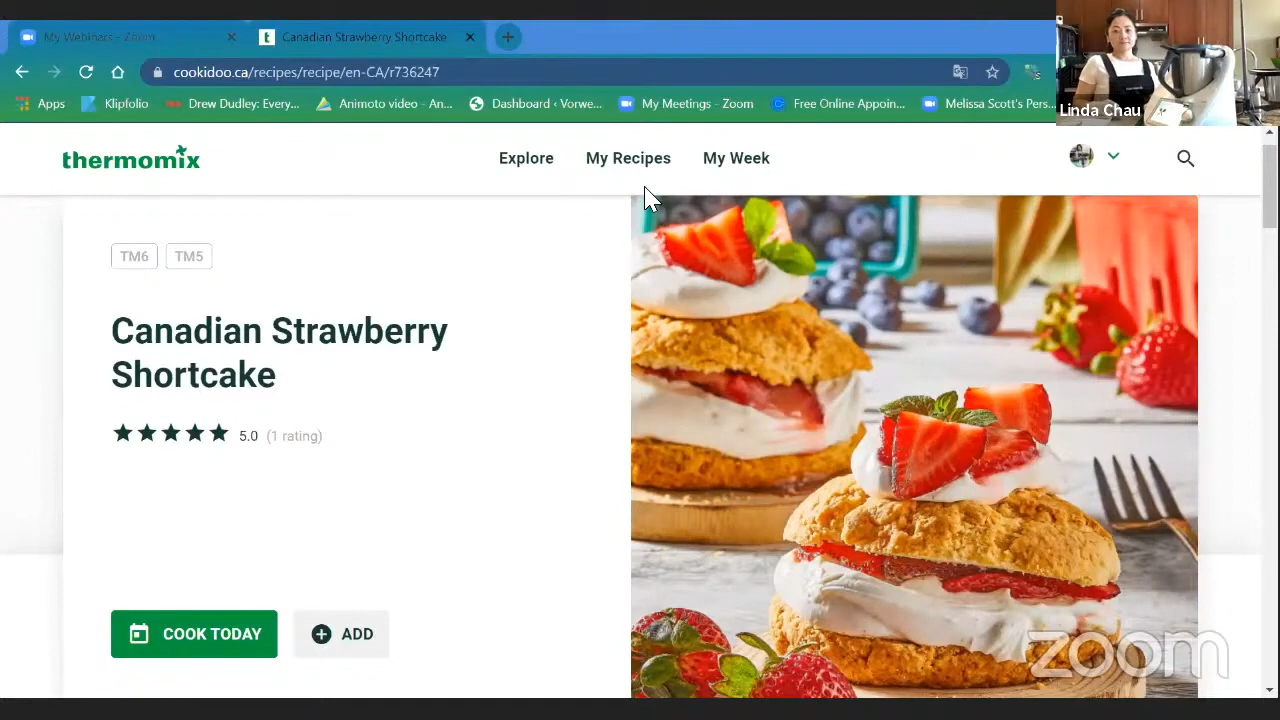 My Webinars - Zoom
Canadian Strawberry Shortcake
cookidoo.ca/recipes/recipe/en-CA/r736247
Apps
Klipfolio
Drew Dudley: Every...
Animoto video - An...
Dashboard ‹ Vorwe...
My Meetings - Zoom
Free Online Appoin...
Melissa Scott's Pers...
Linda Chau
thermomix
Explore
My Recipes
My Week
TM6
TM5
Canadian Strawberry
Shortcake
5.0 (1 rating)
COOK TODAY
ADD
zoom